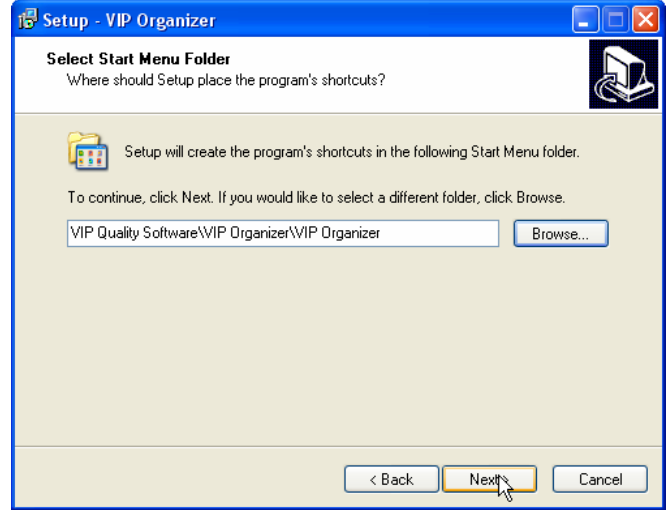 Setup - VIP Organizer
Select Start Menu Folder
Where should Setup place the program's shortcuts?
Setup will create the program's shortcuts in the following Start Menu folder.
To continue, click Next. If you would like to select a different folder, click Browse.
VIP Quality Software\VIP Organizer\VIP Organizer
Browse...
< Back
Next >
Cancel